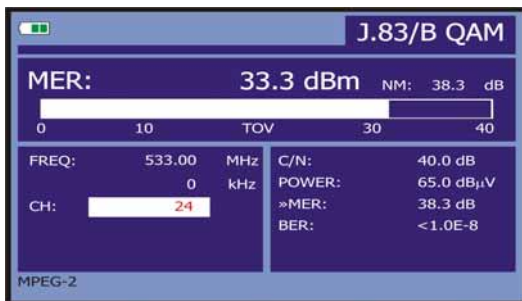 J.83/B QAM
MER: 33.3 dBm NM: 38.3 dB
0 10 TOV 30 40
FREQ: 533.00 MHz
0 kHz
CH: 24
C/N: 40.0 dB
POWER: 65.0 dBµV
»MER: 38.3 dB
BER: <1.0E-8
MPEG-2